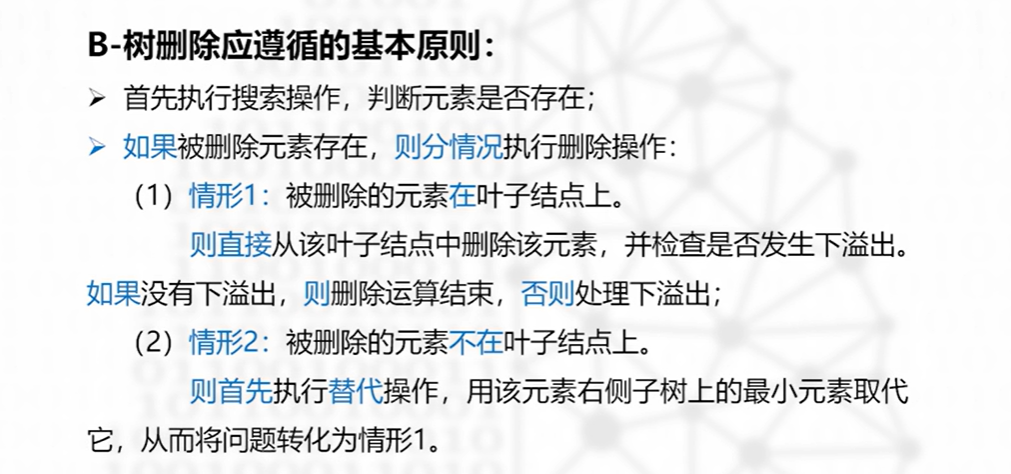 B-树删除应遵循的基本原则：
➢ 首先执行搜索操作，判断元素是否存在；
➢ 如果被删除元素存在，则分情况执行删除操作：
（1）情形1：被删除的元素在叶子结点上。
则直接从该叶子结点中删除该元素，并检查是否发生下溢出。
如果没有下溢出，则删除运算结束，否则处理下溢出；
（2）情形2：被删除的元素不在叶子结点上。
则首先执行替代操作，用该元素右侧子树上的最小元素取代
它，从而将问题转化为情形1。